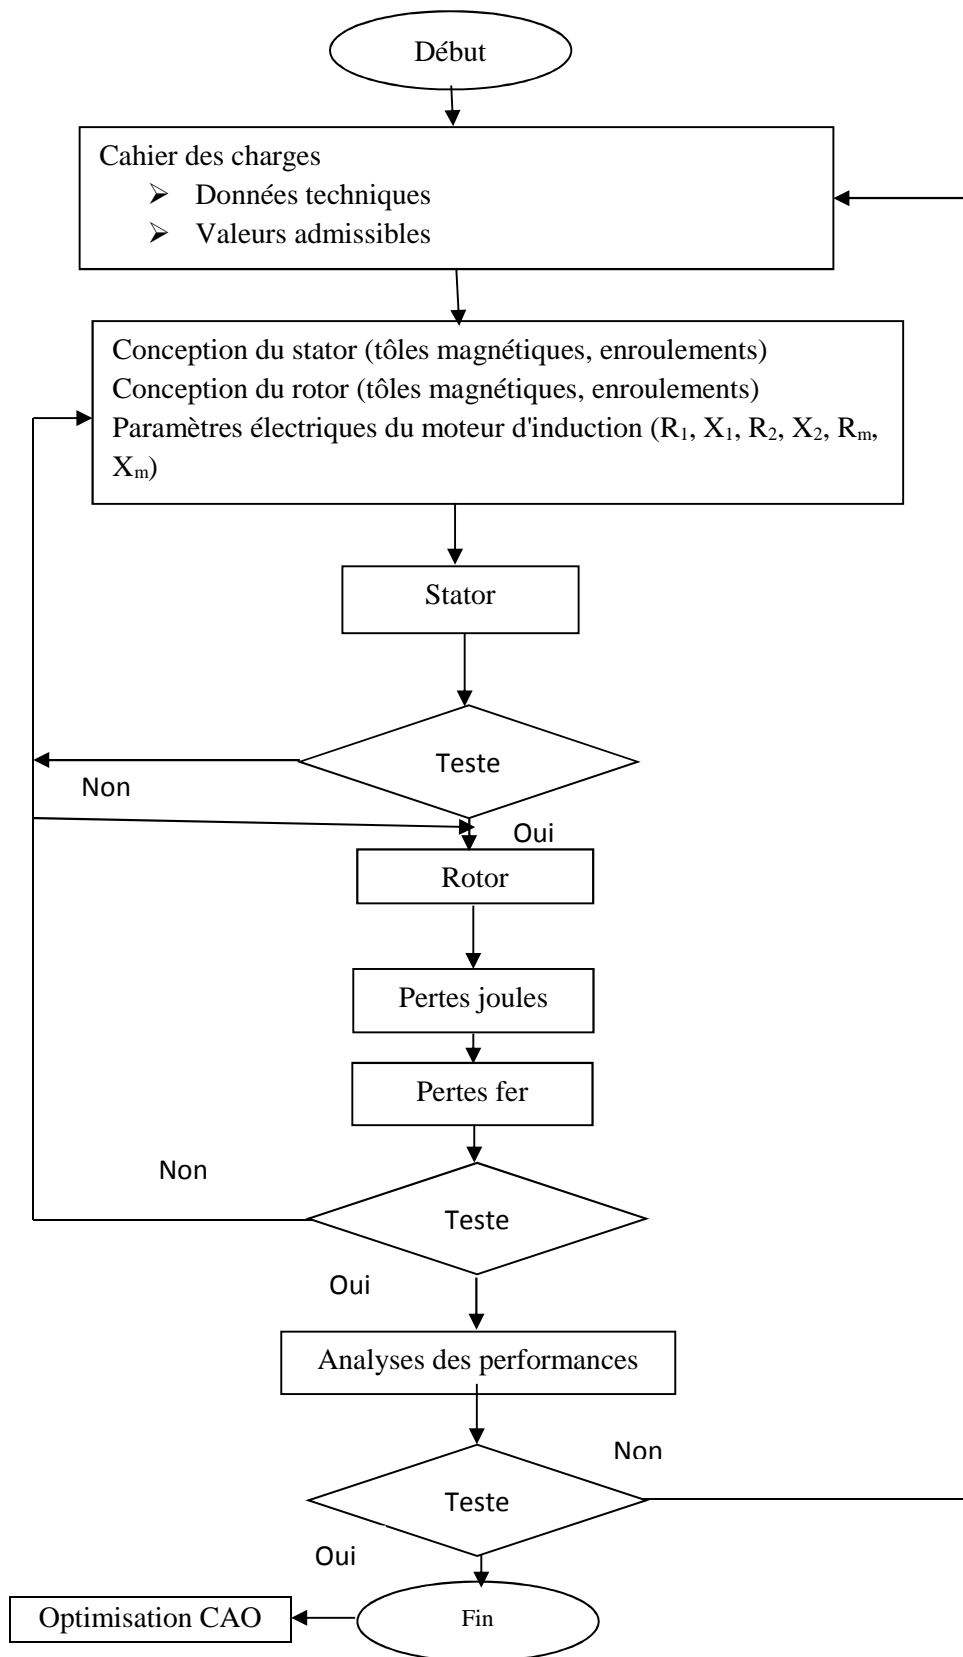 Début
Cahier des charges
➢ Données techniques
➢ Valeurs admissibles
Conception du stator (tôles magnétiques, enroulements)
Conception du rotor (tôles magnétiques, enroulements)
Paramètres électriques du moteur d'induction (R₁, X₁, R₂, X₂, Rₘ,
Xₘ)
Stator
Teste
Non
Oui
Rotor
Pertes joules
Pertes fer
Non
Teste
Oui
Analyses des performances
Non
Teste
Oui
Optimisation CAO
Fin